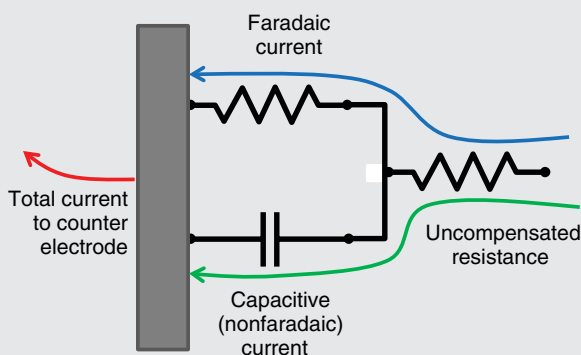 Faradaic
current
Total current
to counter
electrode
Uncompensated
resistance
Capacitive
(nonfaradaic)
current